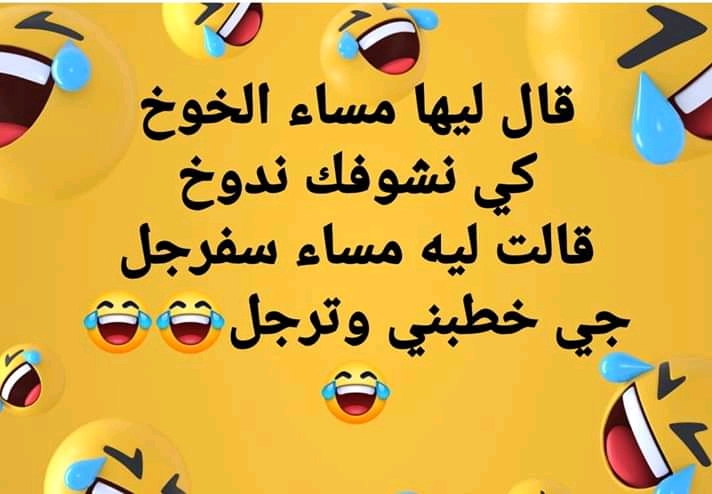 قال ليها مساء الخوخ
كي نشوفك ندوخ
قالت ليه مساء سفرجل
جي خطبني وترجل😂😂
😂